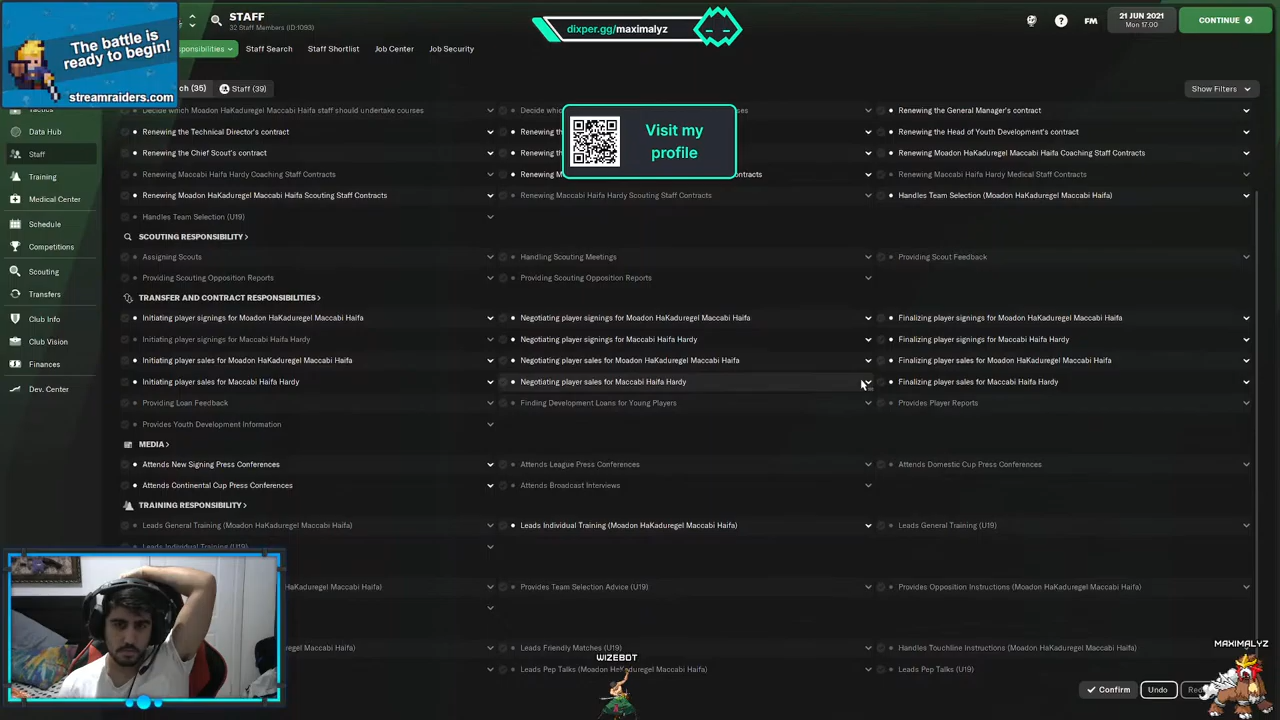 The battle is
ready to begin!
streamraiders.com
STAFF
32 Staff Members (ID:1093)
dixper.gg/maximalyz
FM
21 JUN 2021
Mon 17.00
CONTINUE
Staff Search
Staff Shortlist
Job Center
Job Security
(35)
Staff (39)
Show Filters
Visit my
profile
Data Hub
Staff
Training
Medical Center
Schedule
Competitions
Scouting
Transfers
Club Info
Club Vision
Finances
Dev. Center
Decide which Moadon HaKaduregel Maccabi Haifa staff should undertake courses
Renewing the General Manager's contract
Renewing the Technical Director's contract
Renewing the Head of Youth Development's contract
Renewing the Chief Scout's contract
Renewing Moadon HaKaduregel Maccabi Haifa Coaching Staff Contracts
Renewing Maccabi Haifa Hardy Coaching Staff Contracts
Renewing Maccabi Haifa Hardy Medical Staff Contracts
Renewing Moadon HaKaduregel Maccabi Haifa Scouting Staff Contracts
Renewing Maccabi Haifa Hardy Scouting Staff Contracts
Handles Team Selection (Moadon HaKaduregel Maccabi Haifa)
Handles Team Selection (U19)
SCOUTING RESPONSIBILITY >
Assigning Scouts
Handling Scouting Meetings
Providing Scout Feedback
Providing Scouting Opposition Reports
Providing Scouting Opposition Reports
TRANSFER AND CONTRACT RESPONSIBILITIES >
Initiating player signings for Moadon HaKaduregel Maccabi Haifa
Negotiating player signings for Moadon HaKaduregel Maccabi Haifa
Finalizing player signings for Moadon HaKaduregel Maccabi Haifa
Initiating player signings for Maccabi Haifa Hardy
Negotiating player signings for Maccabi Haifa Hardy
Finalizing player signings for Maccabi Haifa Hardy
Initiating player sales for Moadon HaKaduregel Maccabi Haifa
Negotiating player sales for Moadon HaKaduregel Maccabi Haifa
Finalizing player sales for Moadon HaKaduregel Maccabi Haifa
Initiating player sales for Maccabi Haifa Hardy
Negotiating player sales for Maccabi Haifa Hardy
Finalizing player sales for Maccabi Haifa Hardy
Providing Loan Feedback
Finding Development Loans for Young Players
Provides Player Reports
Provides Youth Development Information
MEDIA >
Attends New Signing Press Conferences
Attends League Press Conferences
Attends Domestic Cup Press Conferences
Attends Continental Cup Press Conferences
Attends Broadcast Interviews
TRAINING RESPONSIBILITY >
Leads General Training (Moadon HaKaduregel Maccabi Haifa)
Leads Individual Training (Moadon HaKaduregel Maccabi Haifa)
Leads General Training (U19)
Leads Individual Training (U19)
HaKaduregel Maccabi Haifa)
Provides Team Selection Advice (U19)
Provides Opposition Instructions (Moadon HaKaduregel Maccabi Haifa)
HaKaduregel Maccabi Haifa)
Leads Friendly Matches (U19)
Handles Touchline Instructions (Moadon HaKaduregel Maccabi Haifa)
Leads Pep Talks (Moadon HaKaduregel Maccabi Haifa)
Leads Pep Talks (U19)
WIZEBOT
MAXIMALYZ
Confirm
Undo